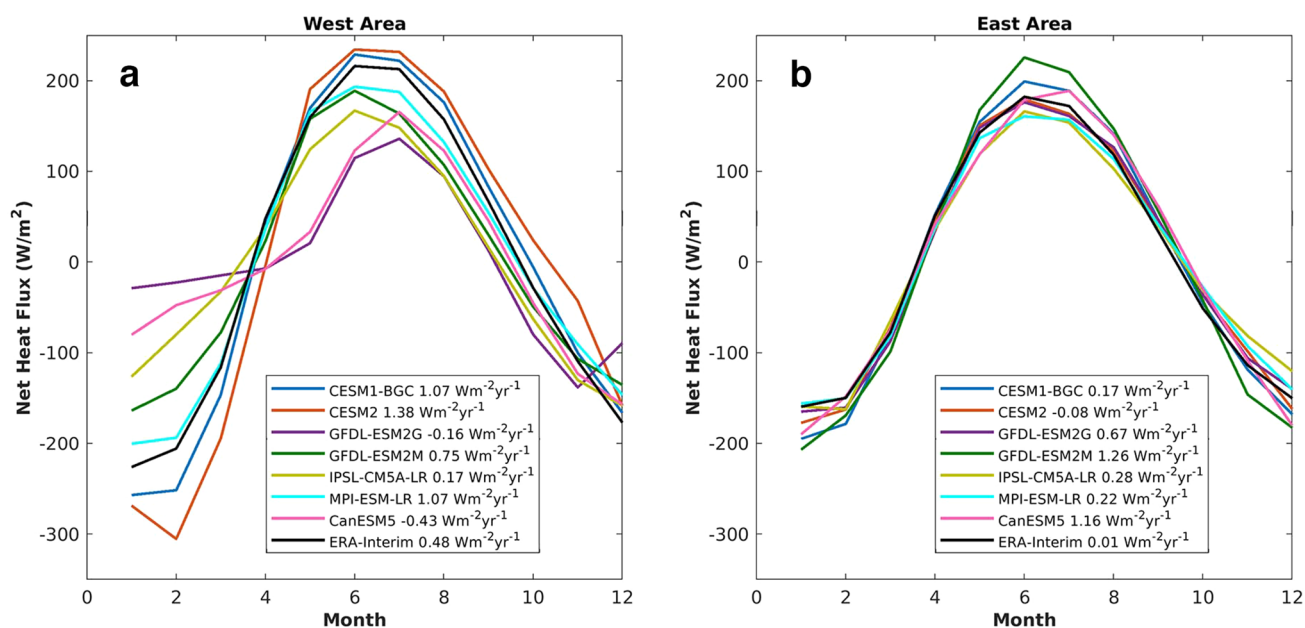 West Area
a
200
100
0
-100
-200
-300
Net Heat Flux (W/m²)
CESM1-BGC 1.07 Wm⁻²yr⁻¹
CESM2 1.38 Wm⁻²yr⁻¹
GFDL-ESM2G -0.16 Wm⁻²yr⁻¹
GFDL-ESM2M 0.75 Wm⁻²yr⁻¹
IPSL-CM5A-LR 0.17 Wm⁻²yr⁻¹
MPI-ESM-LR 1.07 Wm⁻²yr⁻¹
CanESM5 -0.43 Wm⁻²yr⁻¹
ERA-Interim 0.48 Wm⁻²yr⁻¹
0 2 4 6 8 10 12
Month
East Area
b
200
100
0
-100
-200
-300
Net Heat Flux (W/m²)
CESM1-BGC 0.17 Wm⁻²yr⁻¹
CESM2 -0.08 Wm⁻²yr⁻¹
GFDL-ESM2G 0.67 Wm⁻²yr⁻¹
GFDL-ESM2M 1.26 Wm⁻²yr⁻¹
IPSL-CM5A-LR 0.28 Wm⁻²yr⁻¹
MPI-ESM-LR 0.22 Wm⁻²yr⁻¹
CanESM5 1.16 Wm⁻²yr⁻¹
ERA-Interim 0.01 Wm⁻²yr⁻¹
0 2 4 6 8 10 12
Month